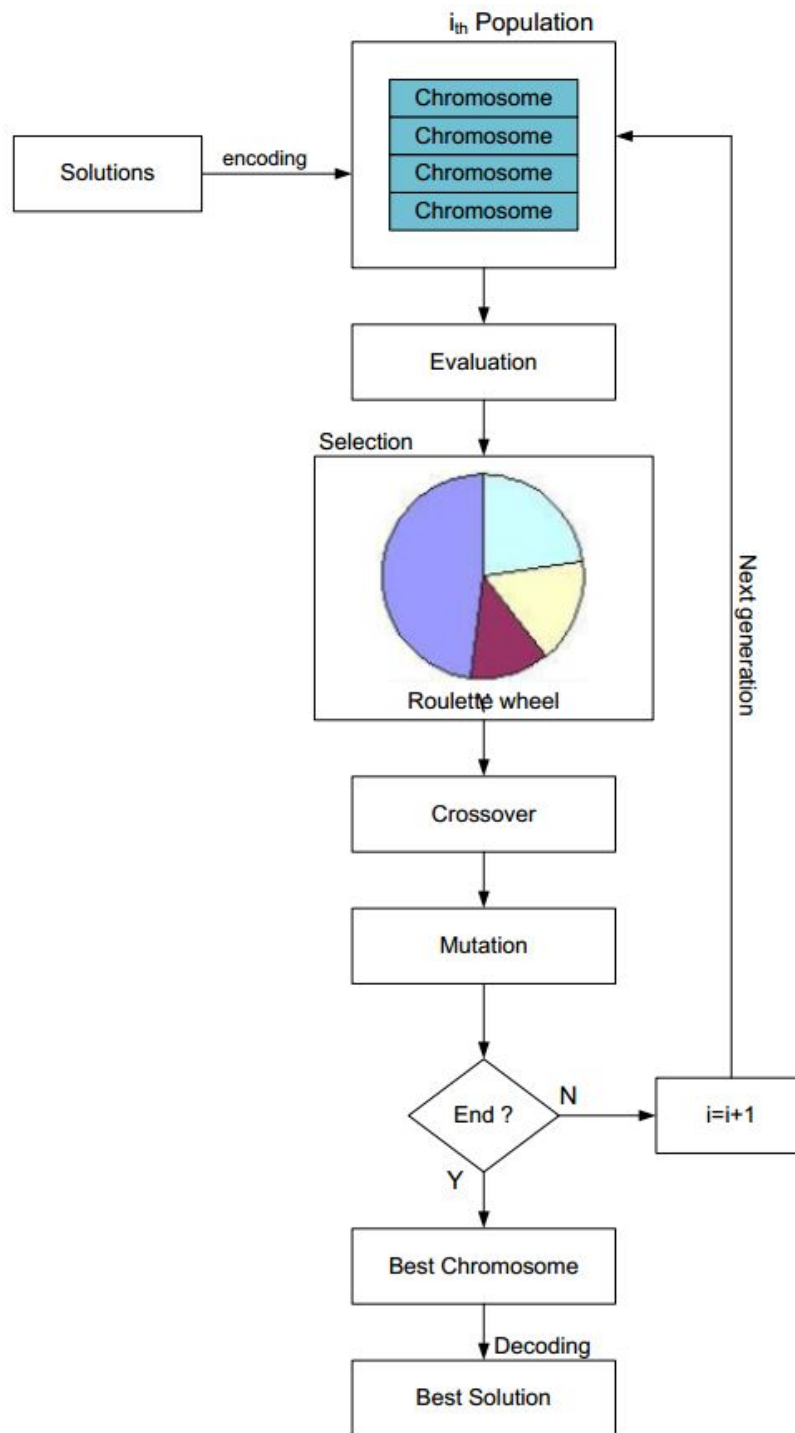 ith Population
Chromosome
Chromosome
Chromosome
Chromosome
Solutions
encoding
Evaluation
Selection
Roulette wheel
Next generation
Crossover
Mutation
End ?
N
i=i+1
Y
Best Chromosome
Decoding
Best Solution